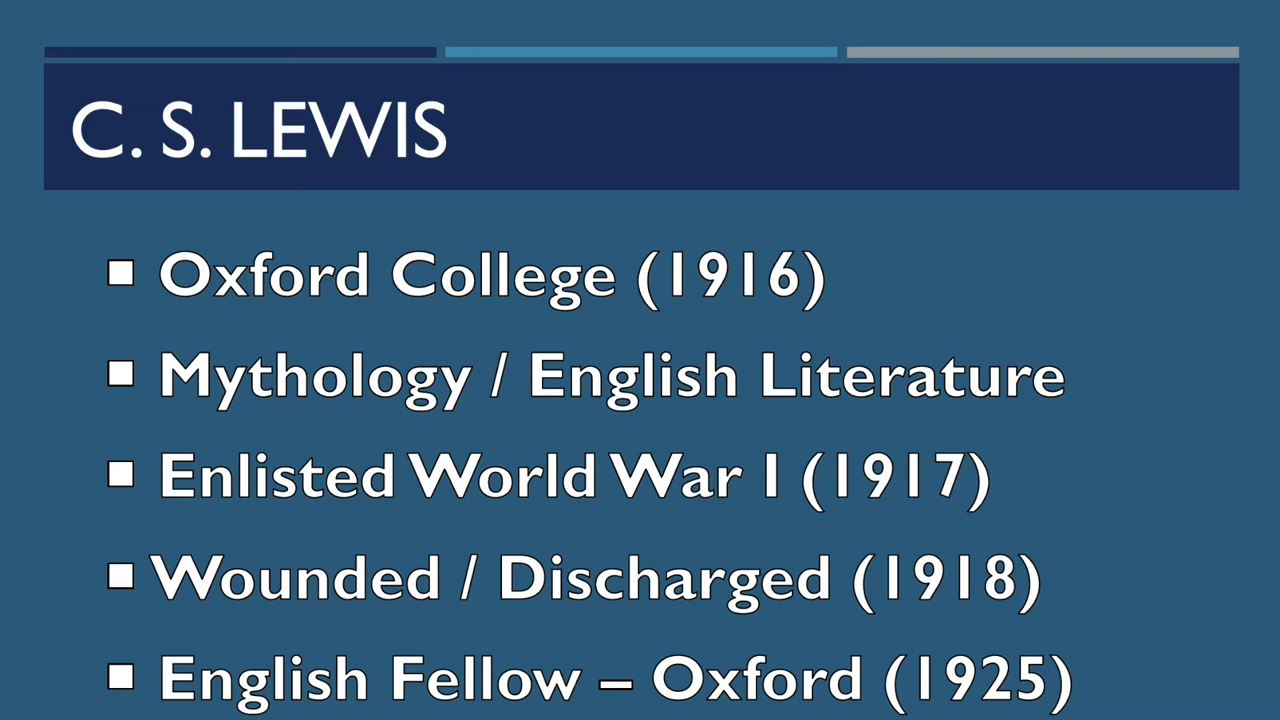 C. S. LEWIS
Oxford College (1916)
Mythology / English Literature
Enlisted World War I (1917)
Wounded / Discharged (1918)
English Fellow – Oxford (1925)